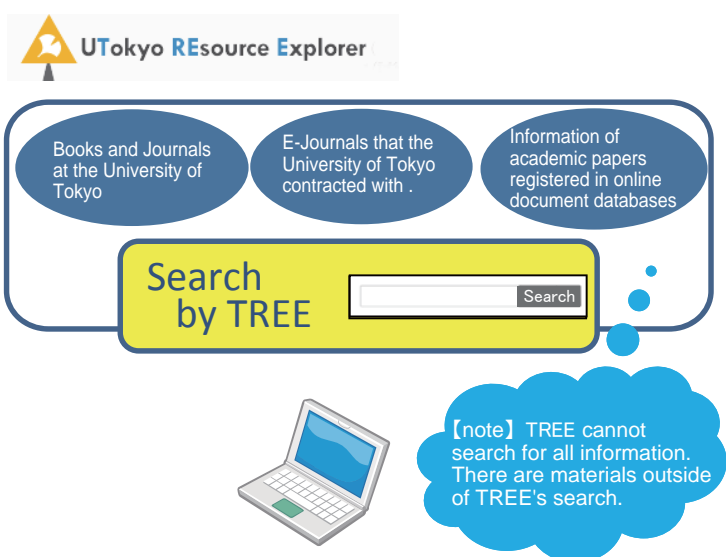 UTokyo REsource Explorer
Books and Journals
at the University of
Tokyo
E-Journals that the
University of Tokyo
contracted with .
Information of
academic papers
registered in online
document databases
Search
by TREE
Search
【note】TREE cannot
search for all information.
There are materials outside
of TREE's search.